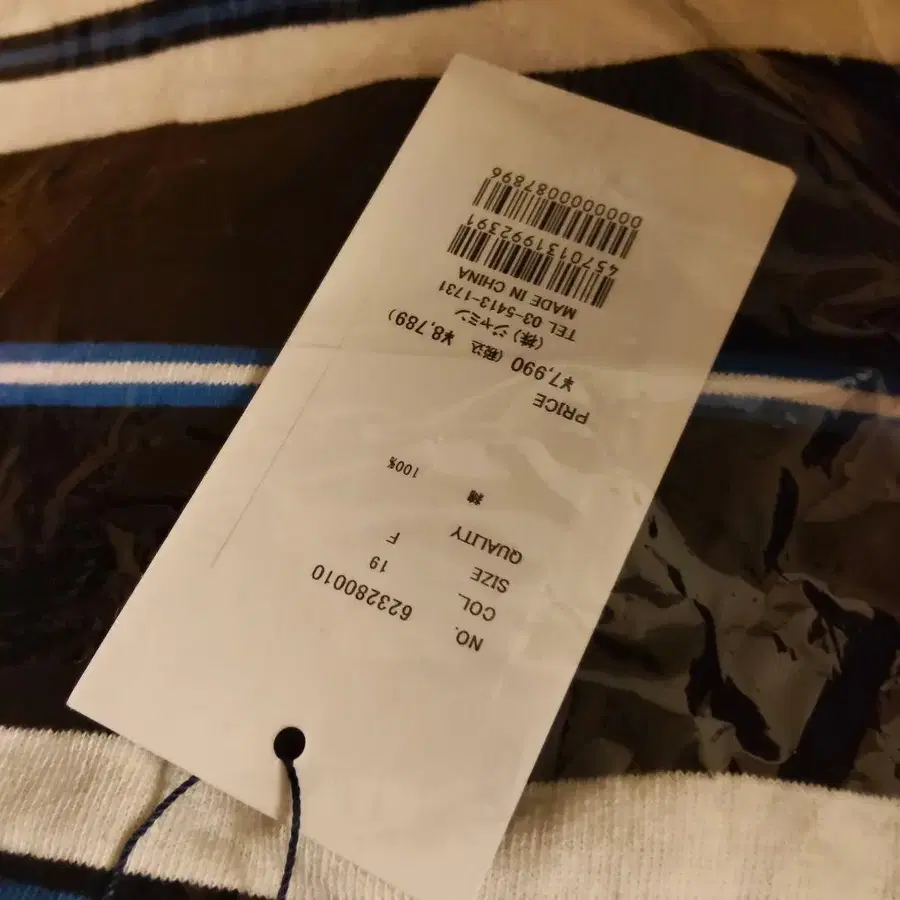 NO. 623280010
COL. 19
SIZE F
QUALITY
綿 100%
PRICE
¥7,990 (税込 ¥8,789)
(株)ジャミン
TEL 03-5413-1731
MADE IN CHINA
4570131992391
0000000087896